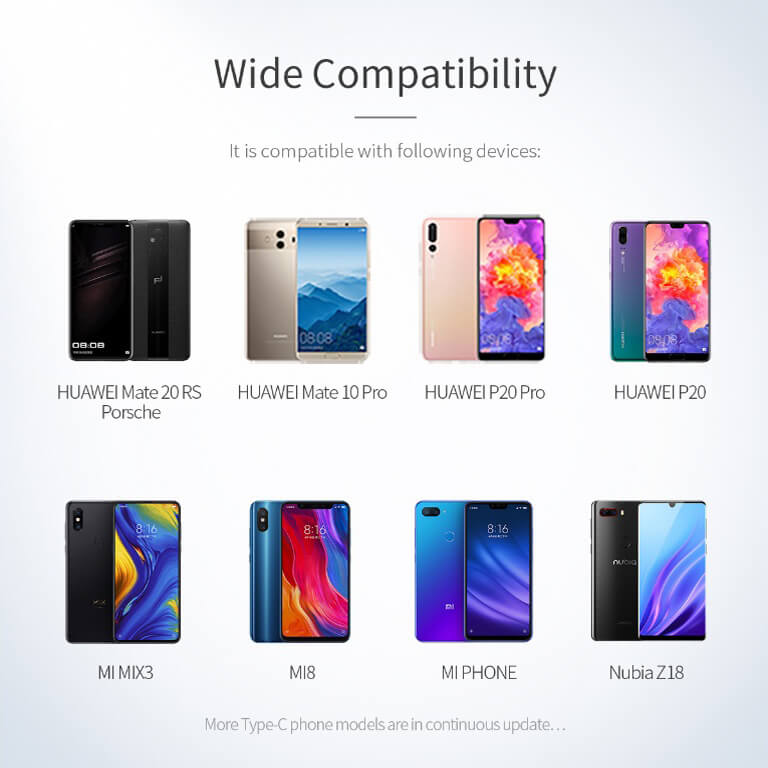 Wide Compatibility
It is compatible with following devices:
08:08
08:08
08:08
08:08
HUAWEI Mate 20 RS
Porsche
HUAWEI Mate 10 Pro
HUAWEI P20 Pro
HUAWEI P20
8:16
8:16
8:16
nubia
MI
MI MIX3
MI8
MI PHONE
Nubia Z18
More Type-C phone models are in continuous update…